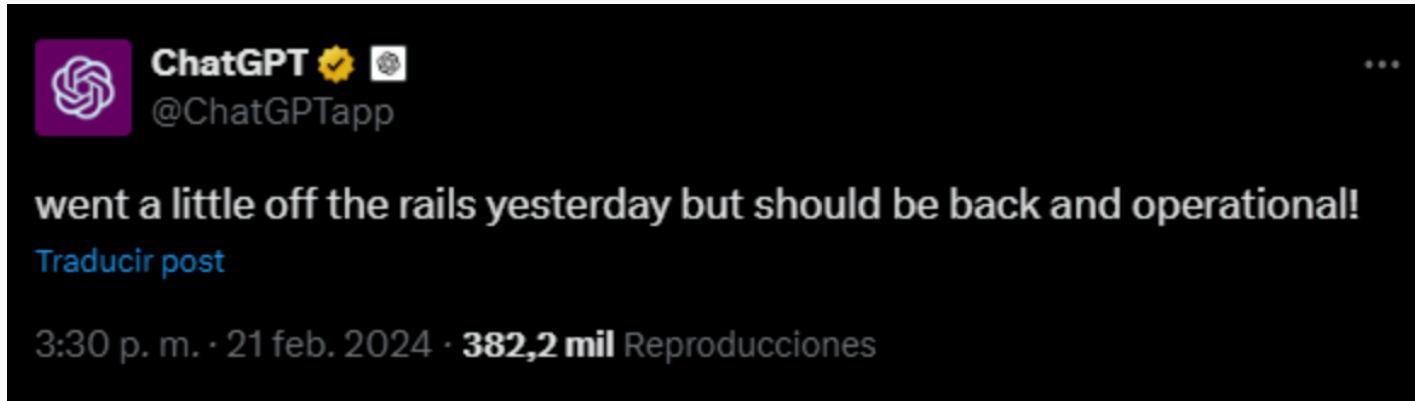 ChatGPT
@ChatGPTapp
went a little off the rails yesterday but should be back and operational!
Traducir post
3:30 p. m. · 21 feb. 2024 · 382,2 mil Reproducciones